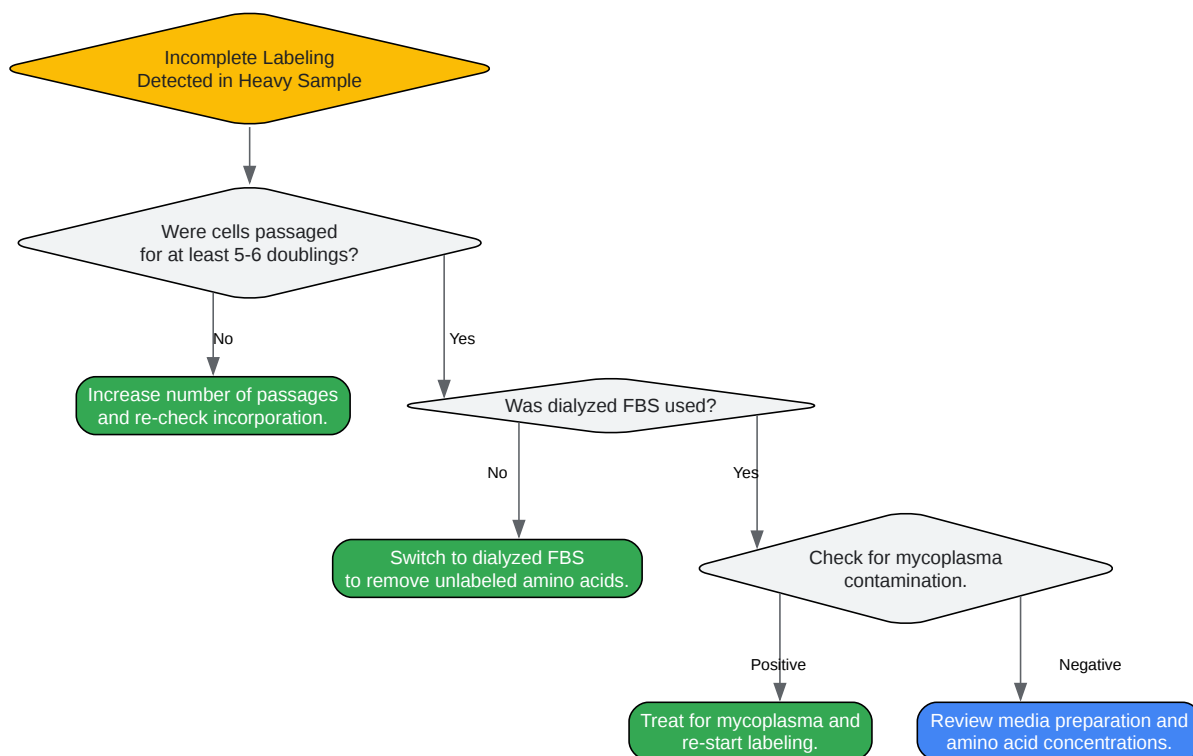 Incomplete Labeling
Detected in Heavy Sample
Were cells passaged
for at least 5-6 doublings?
No
Yes
Increase number of passages
and re-check incorporation.
Was dialyzed FBS used?
No
Yes
Switch to dialyzed FBS
to remove unlabeled amino acids.
Check for mycoplasma
contamination.
Positive
Negative
Treat for mycoplasma and
re-start labeling.
Review media preparation and
amino acid concentrations.